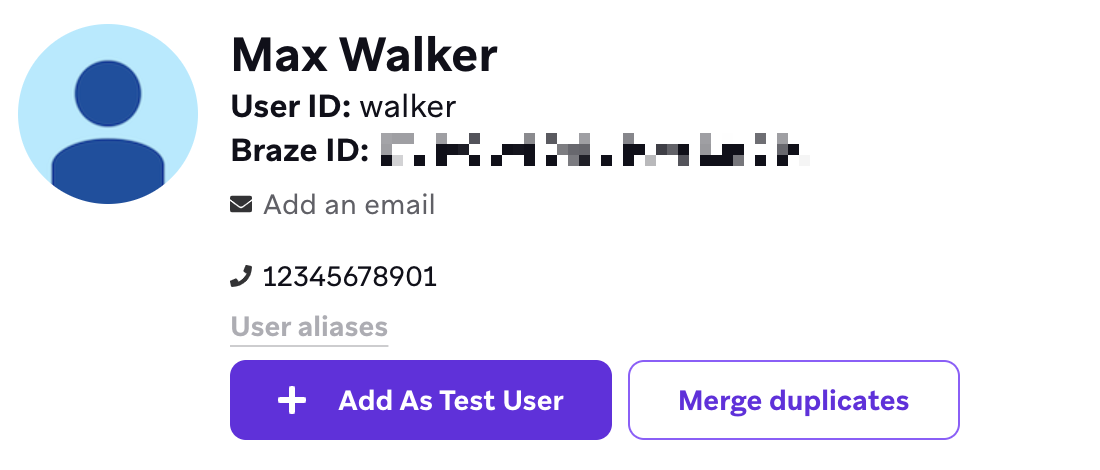 Max Walker
User ID: walker
Braze ID:
Add an email
12345678901
User aliases
Add As Test User
Merge duplicates